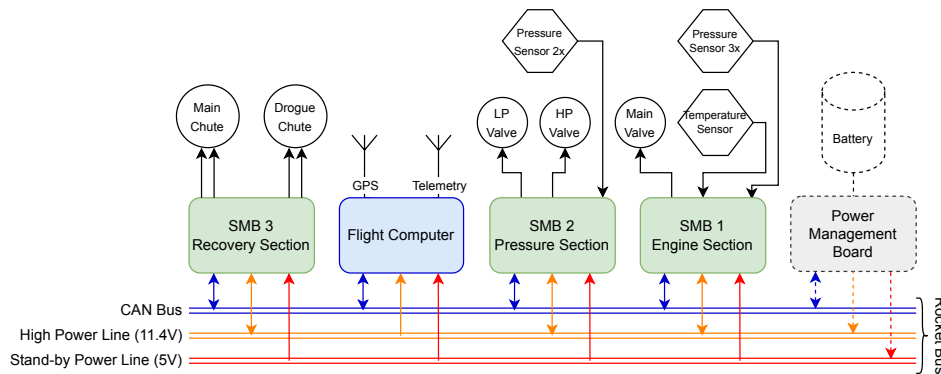 Pressure
Sensor 2x
Pressure
Sensor 3x
Main
Chute
Drogue
Chute
LP
Valve
HP
Valve
Main
Valve
Temperature
Sensor
Battery
GPS
Telemetry
SMB 3
Recovery Section
Flight Computer
SMB 2
Pressure Section
SMB 1
Engine Section
Power
Management
Board
CAN Bus
High Power Line (11.4V)
Stand-by Power Line (5V)
Rocket Bus